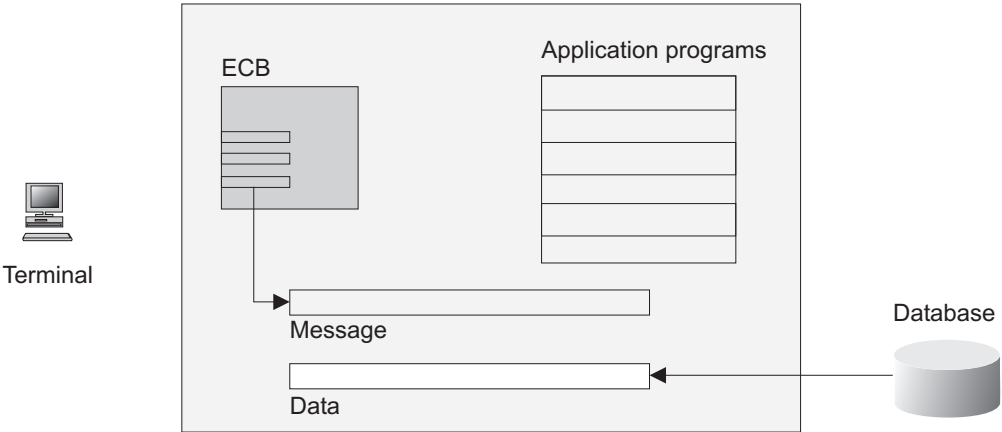 ECB
Application programs
Terminal
Message
Database
Data